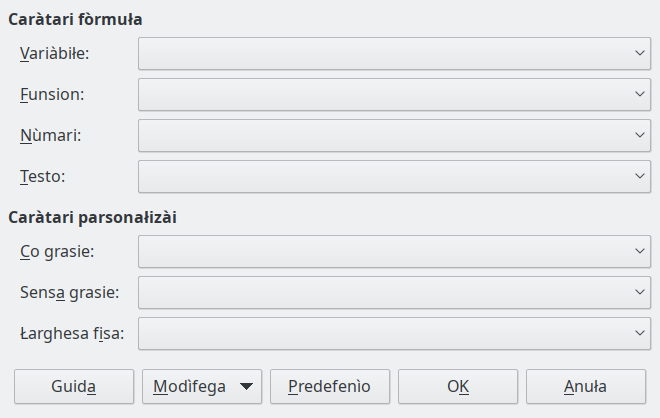 Caràtari fòrmuła
Variàbiłe:
Funsion:
Nùmari:
Testo:
Caràtari parsonałizài
Co grasie:
Sensa grasie:
Łarghesa fisa:
Guida Modìfega Predefenìo OK Anuła